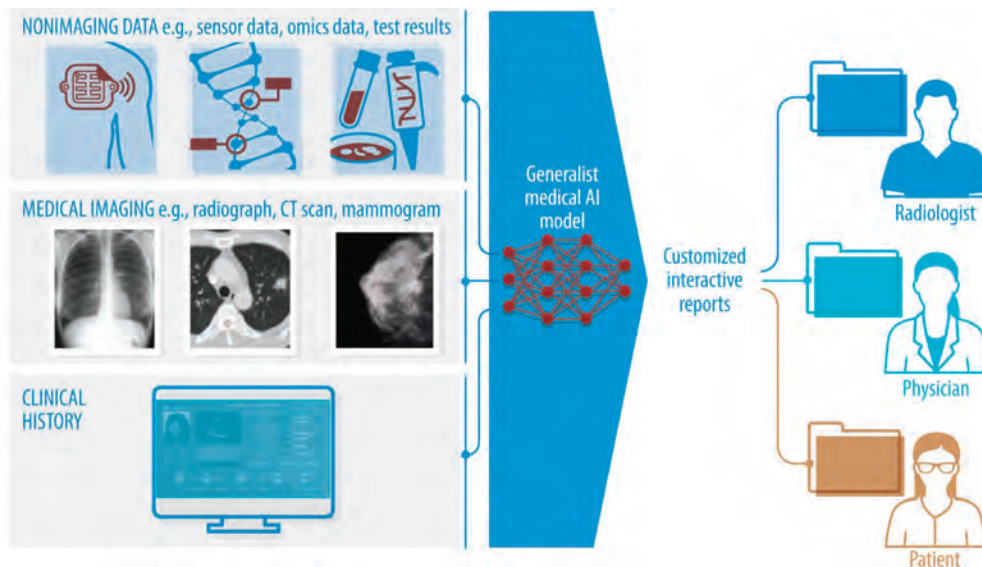 NONIMAGING DATA e.g., sensor data, omics data, test results
MEDICAL IMAGING e.g., radiograph, CT scan, mammogram
CLINICAL
HISTORY
Generalist
medical AI
model
Customized
interactive
reports
Radiologist
Physician
Patient